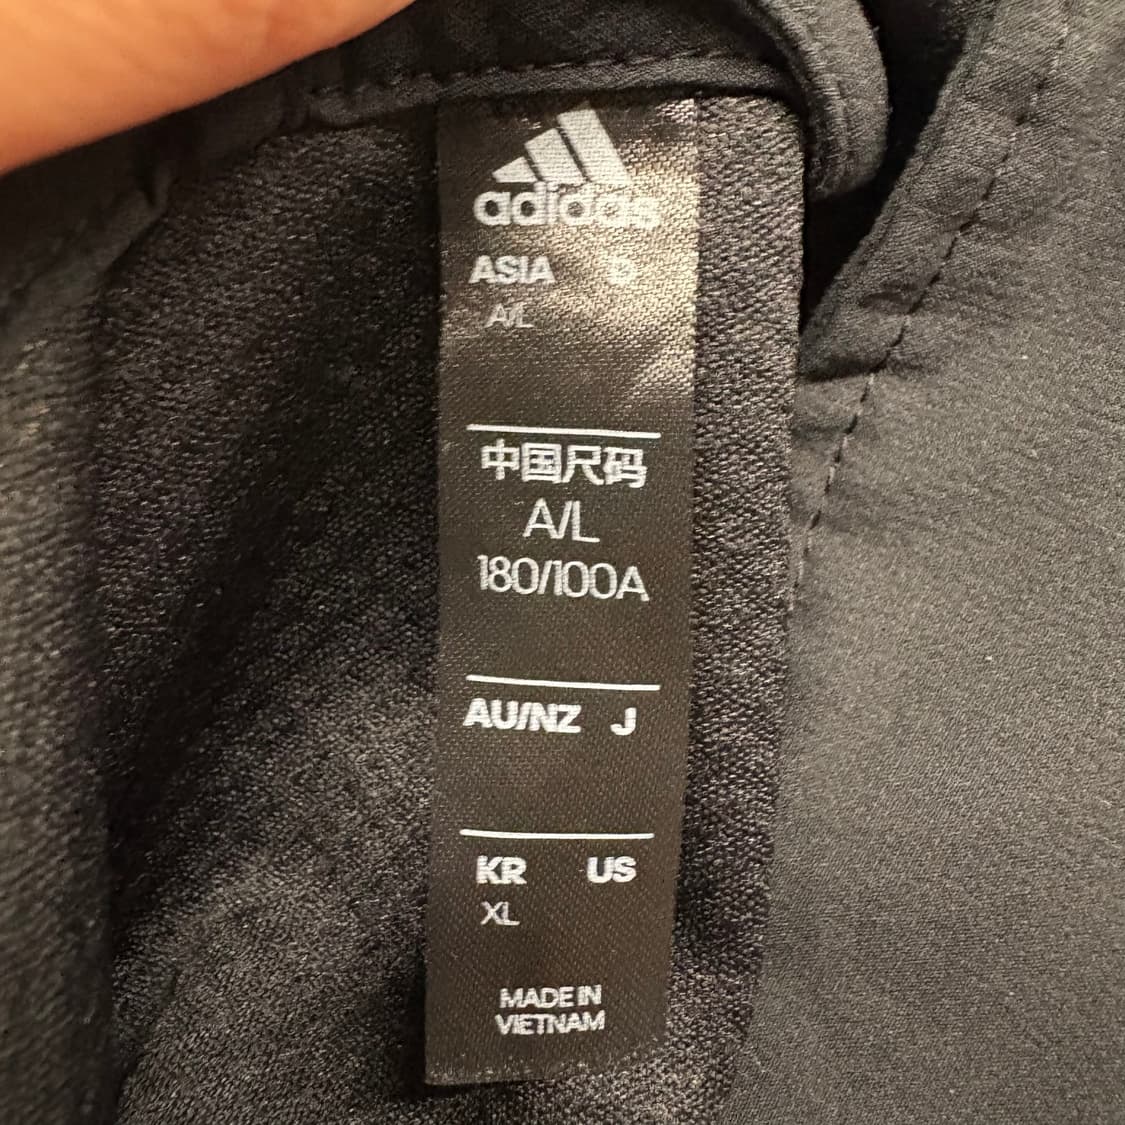 adidas
ASIA D
A/L
中国尺码
A/L
180/100A
AU/NZ J
KR US
XL
MADE IN
VIETNAM